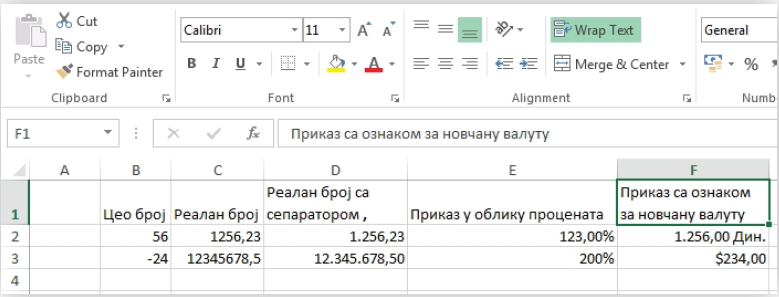 Cut
Copy
Format Painter
Paste
Clipboard
Calibri 11 A A
B I U A
Font
Wrap Text
Merge & Center
Alignment
General
%
Numb
F1 fx Приказ са ознаком за новчану валуту
A B C D E F
1 Цео број Реалан број Реалан број са
сепаратором , Приказ у облику процената Приказ са ознаком
за новчану валуту
2 56 1256,23 1.256,23 123,00% 1.256,00 Дин.
3 -24 12345678,5 12.345.678,50 200% $234,00
4